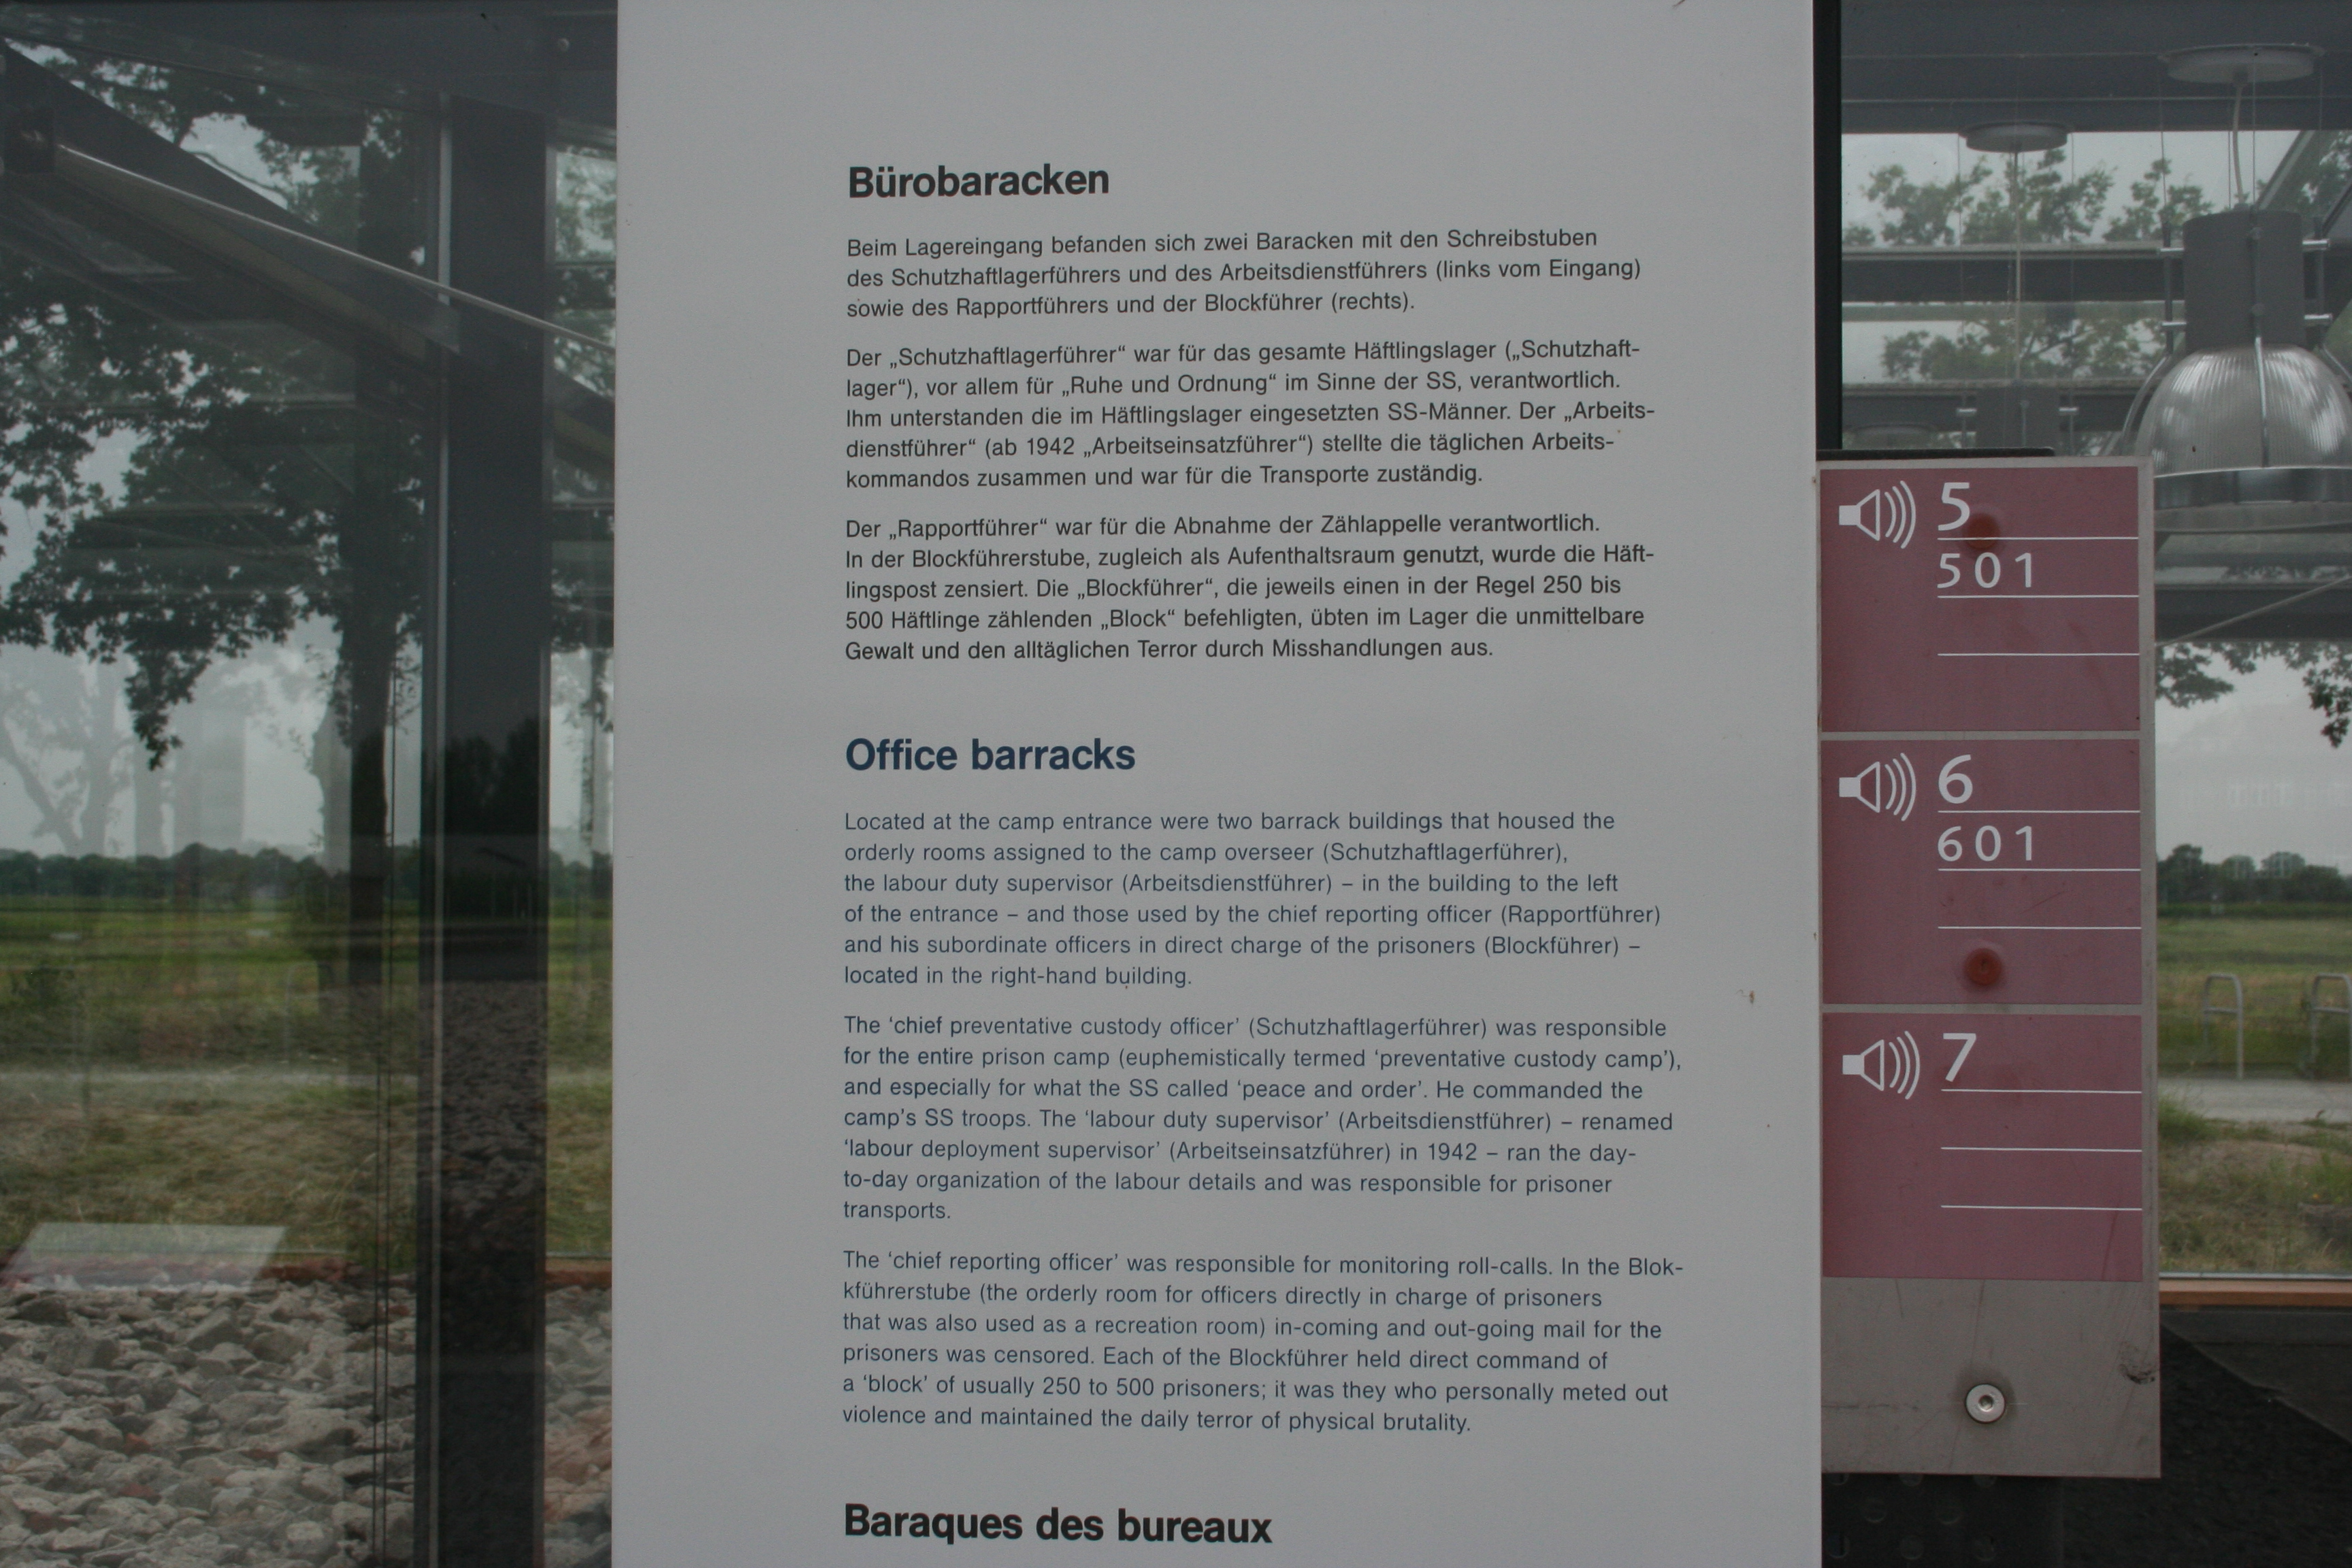 Bürobaracken
Beim Lagereingang befanden sich zwei Baracken mit den Schreibstuben
des Schutzhaftlagerführers und des Arbeitsdienstführers (links vom Eingang)
sowie des Rapportführers und der Blockführer (rechts).
Der „Schutzhaftlagerführer“ war für das gesamte Häftlingslager („Schutzhaft-
lager“), vor allem für „Ruhe und Ordnung“ im Sinne der SS, verantwortlich.
Ihm unterstanden die im Häftlingslager eingesetzten SS-Männer. Der „Arbeits-
dienstführer“ (ab 1942 „Arbeitseinsatzführer“) stellte die täglichen Arbeits-
kommandos zusammen und war für die Transporte zuständig.
Der „Rapportführer“ war für die Abnahme der Zählappelle verantwortlich.
In der Blockführerstube, zugleich als Aufenthaltsraum genutzt, wurde die Häft-
lingspost zensiert. Die „Blockführer“, die jeweils einen in der Regel 250 bis
500 Häftlinge zählenden „Block“ befehligten, übten im Lager die unmittelbare
Gewalt und den alltäglichen Terror durch Misshandlungen aus.
Office barracks
Located at the camp entrance were two barrack buildings that housed the
orderly rooms assigned to the camp overseer (Schutzhaftlagerführer),
the labour duty supervisor (Arbeitsdienstführer) – in the building to the left
of the entrance – and those used by the chief reporting officer (Rapportführer)
and his subordinate officers in direct charge of the prisoners (Blockführer) –
located in the right-hand building.
The ‘chief preventative custody officer’ (Schutzhaftlagerführer) was responsible
for the entire prison camp (euphemistically termed ‘preventative custody camp’),
and especially for what the SS called ‘peace and order’. He commanded the
camp’s SS troops. The ‘labour duty supervisor’ (Arbeitsdienstführer) – renamed
‘labour deployment supervisor’ (Arbeitseinsatzführer) in 1942 – ran the day-
to-day organization of the labour details and was responsible for prisoner
transports.
The ‘chief reporting officer’ was responsible for monitoring roll-calls. In the Blok-
kführerstube (the orderly room for officers directly in charge of prisoners
that was also used as a recreation room) in-coming and out-going mail for the
prisoners was censored. Each of the Blockführer held direct command of
a ‘block’ of usually 250 to 500 prisoners; it was they who personally meted out
violence and maintained the daily terror of physical brutality.
Baraques des bureaux
5
501
6
601
7